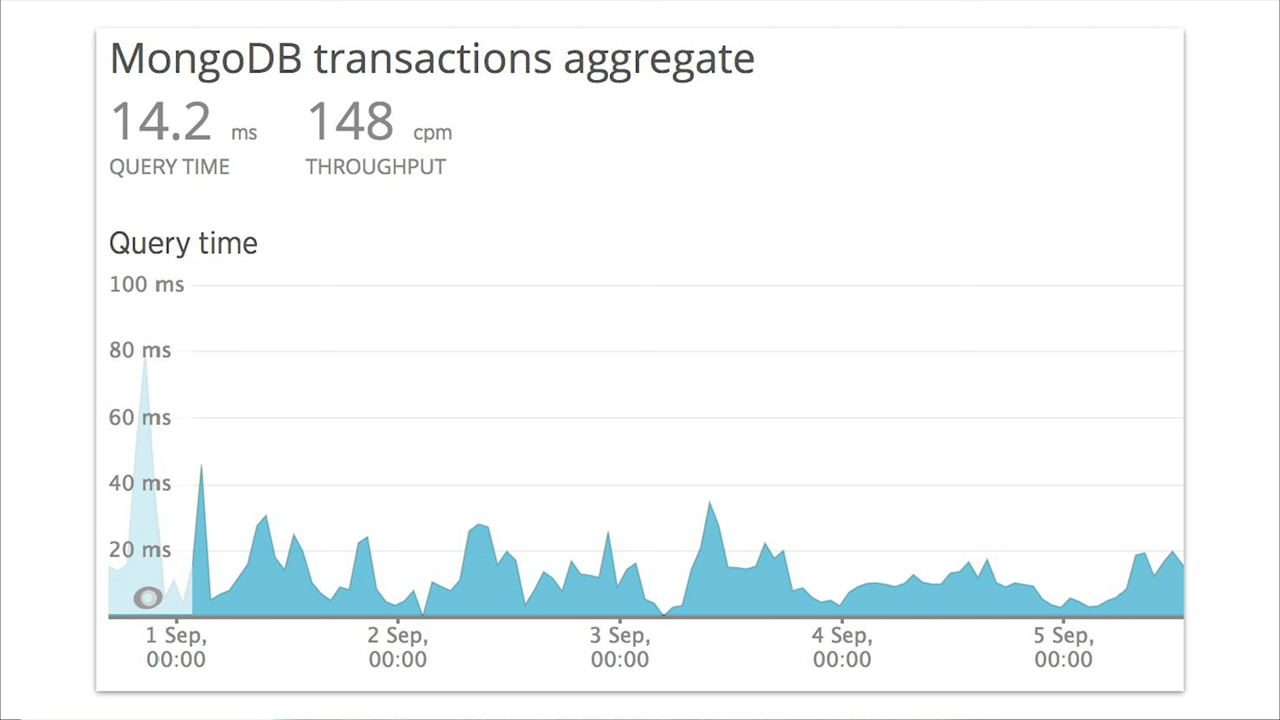 MongoDB transactions aggregate
14.2 ms 148 cpm
QUERY TIME THROUGHPUT
Query time
100 ms
80 ms
60 ms
40 ms
20 ms
1 Sep, 2 Sep, 3 Sep, 4 Sep, 5 Sep,
00:00 00:00 00:00 00:00 00:00